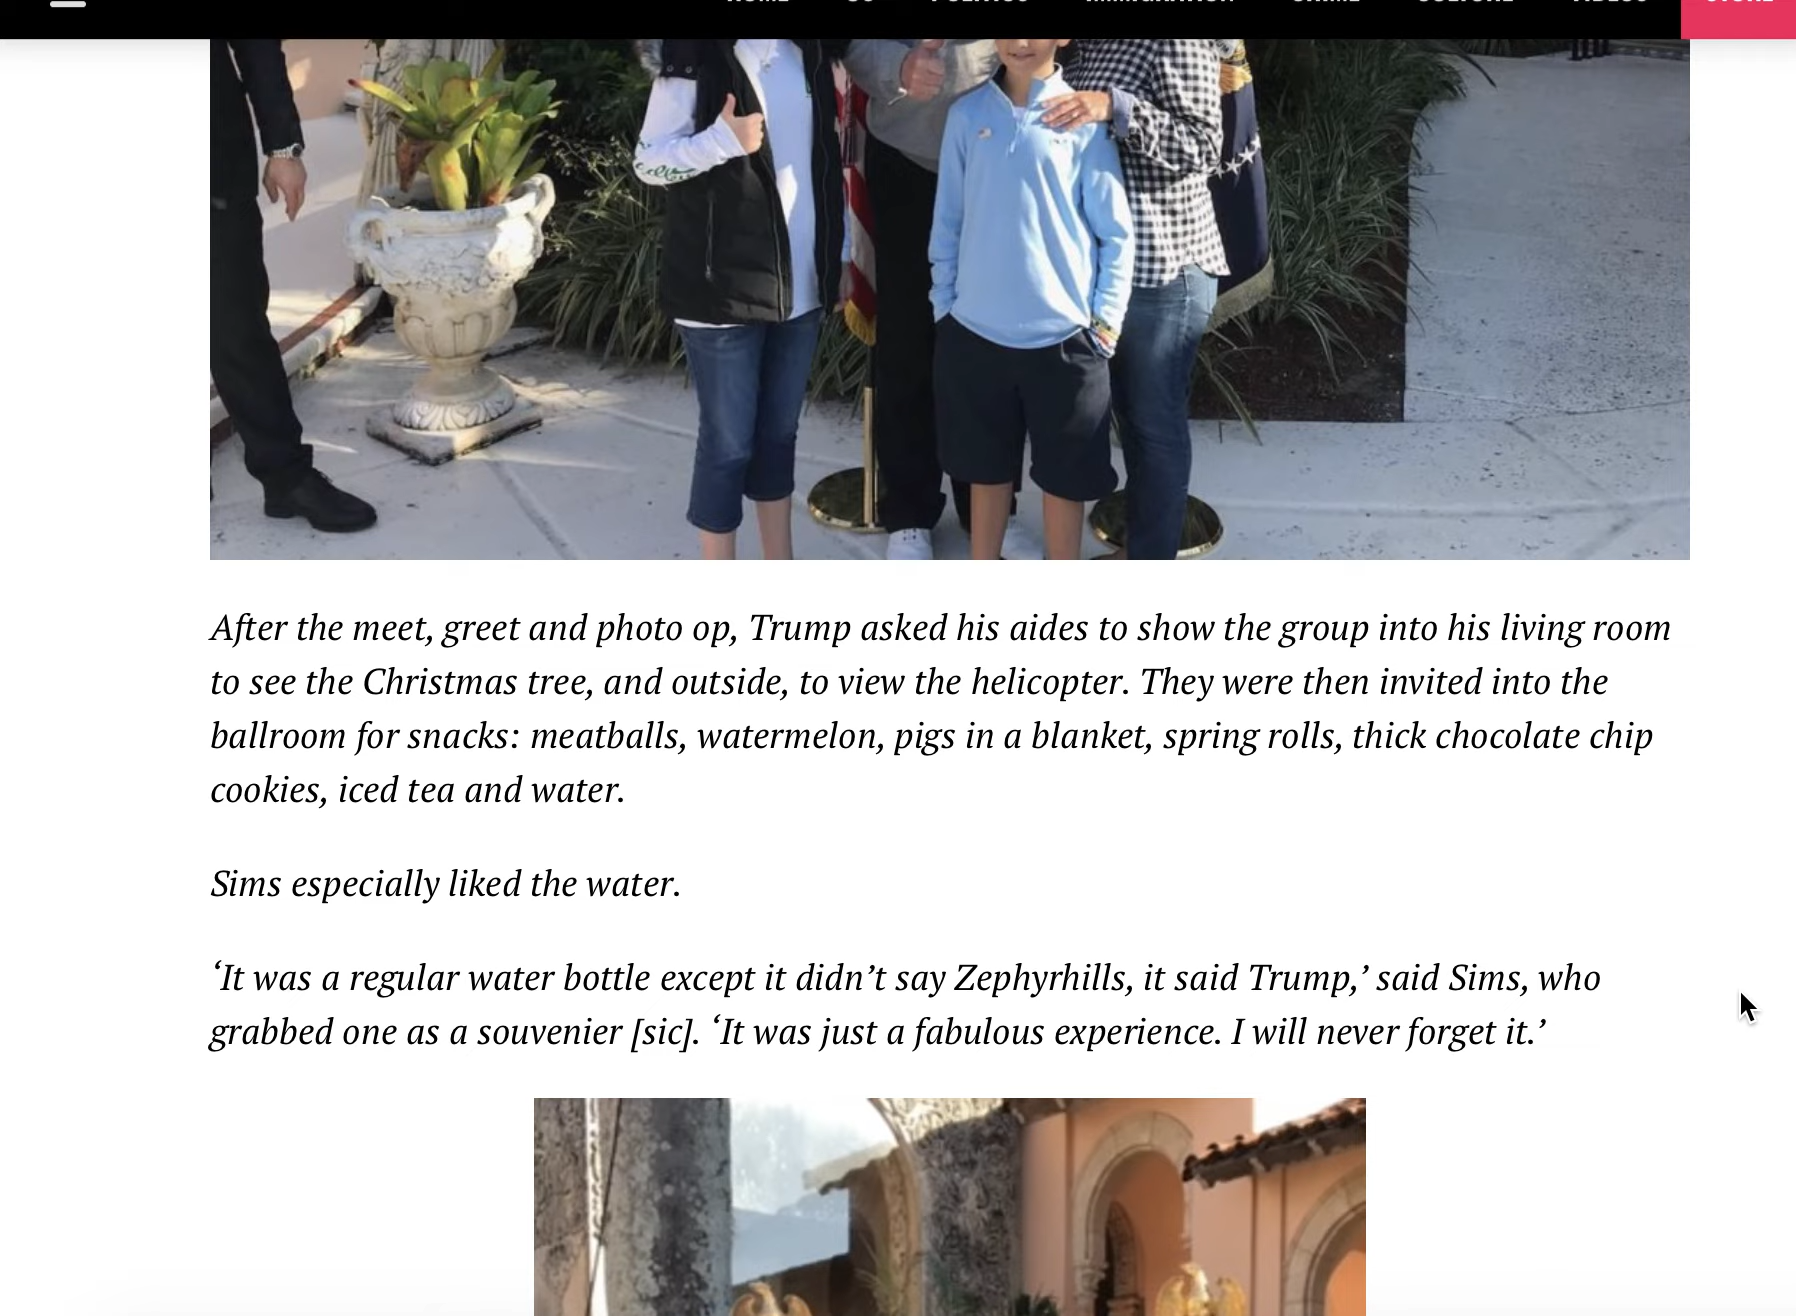 After the meet, greet and photo op, Trump asked his aides to show the group into his living room
to see the Christmas tree, and outside, to view the helicopter. They were then invited into the
ballroom for snacks: meatballs, watermelon, pigs in a blanket, spring rolls, thick chocolate chip
cookies, iced tea and water.
Sims especially liked the water.
‘It was a regular water bottle except it didn’t say Zephyrhills, it said Trump,’ said Sims, who
grabbed one as a souvenier [sic]. ‘It was just a fabulous experience. I will never forget it.’